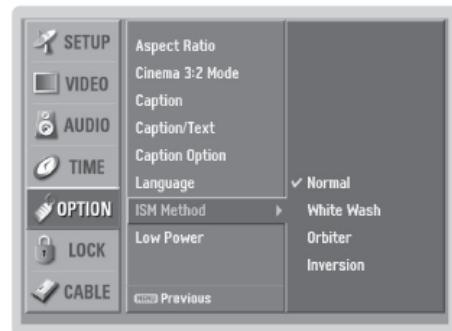 SETUP
VIDEO
AUDIO
TIME
OPTION
LOCK
CABLE
Aspect Ratio
Cinema 3:2 Mode
Caption
Caption/Text
Caption Option
Language
ISM Method
Low Power
MENU Previous
Normal
White Wash
Orbiter
Inversion